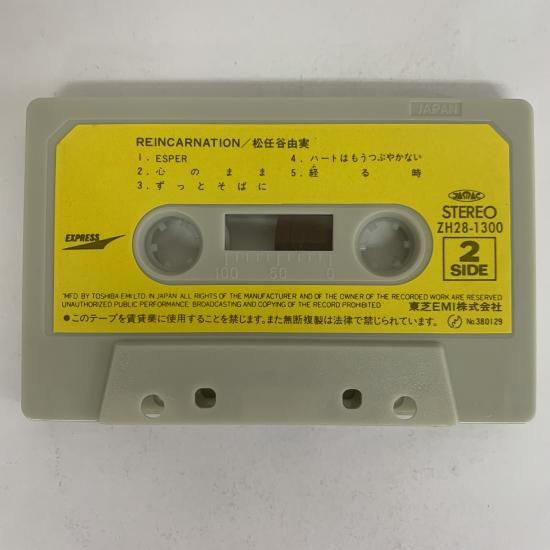 JAPAN
REINCARNATION/松任谷由実
1. ESPER
2. 心のまま
3. ずっとそばに
4. ハートはもうつぶやかない
5. 経る時
EXPRESS
STEREO
ZH28-1300
2
SIDE
100 50 0
"MFD BY TOSHIBA EMI LTD. IN JAPAN ALL RIGHTS OF THE MANUFACTURER AND OF THE OWNER OF THE RECORDED WORK ARE RESERVED
UNAUTHORIZED PUBLIC PERFORMANCE. BROADCASTING AND COPYING OF THE RECORD PROHIBITED
東芝EMI株式会社
●このテープを賃貸業に使用することを禁じます。また無断複製は法律で禁じられています。
No.380129